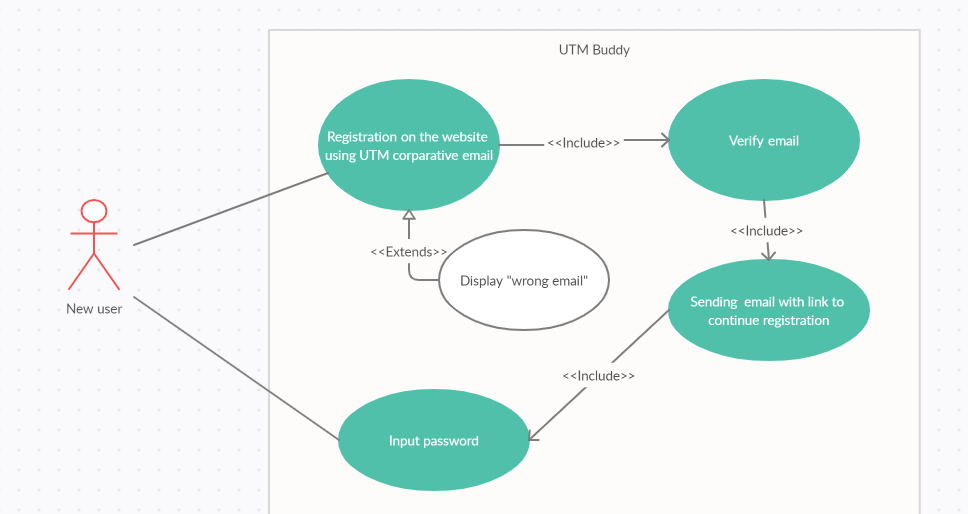 UTM Buddy
Registration on the website
using UTM corparative email
<<Include>>
Verify email
<<Include>>
<<Extends>>
Display "wrong email"
Sending  email with link to
continue registration
New user
<<Include>>
Input password